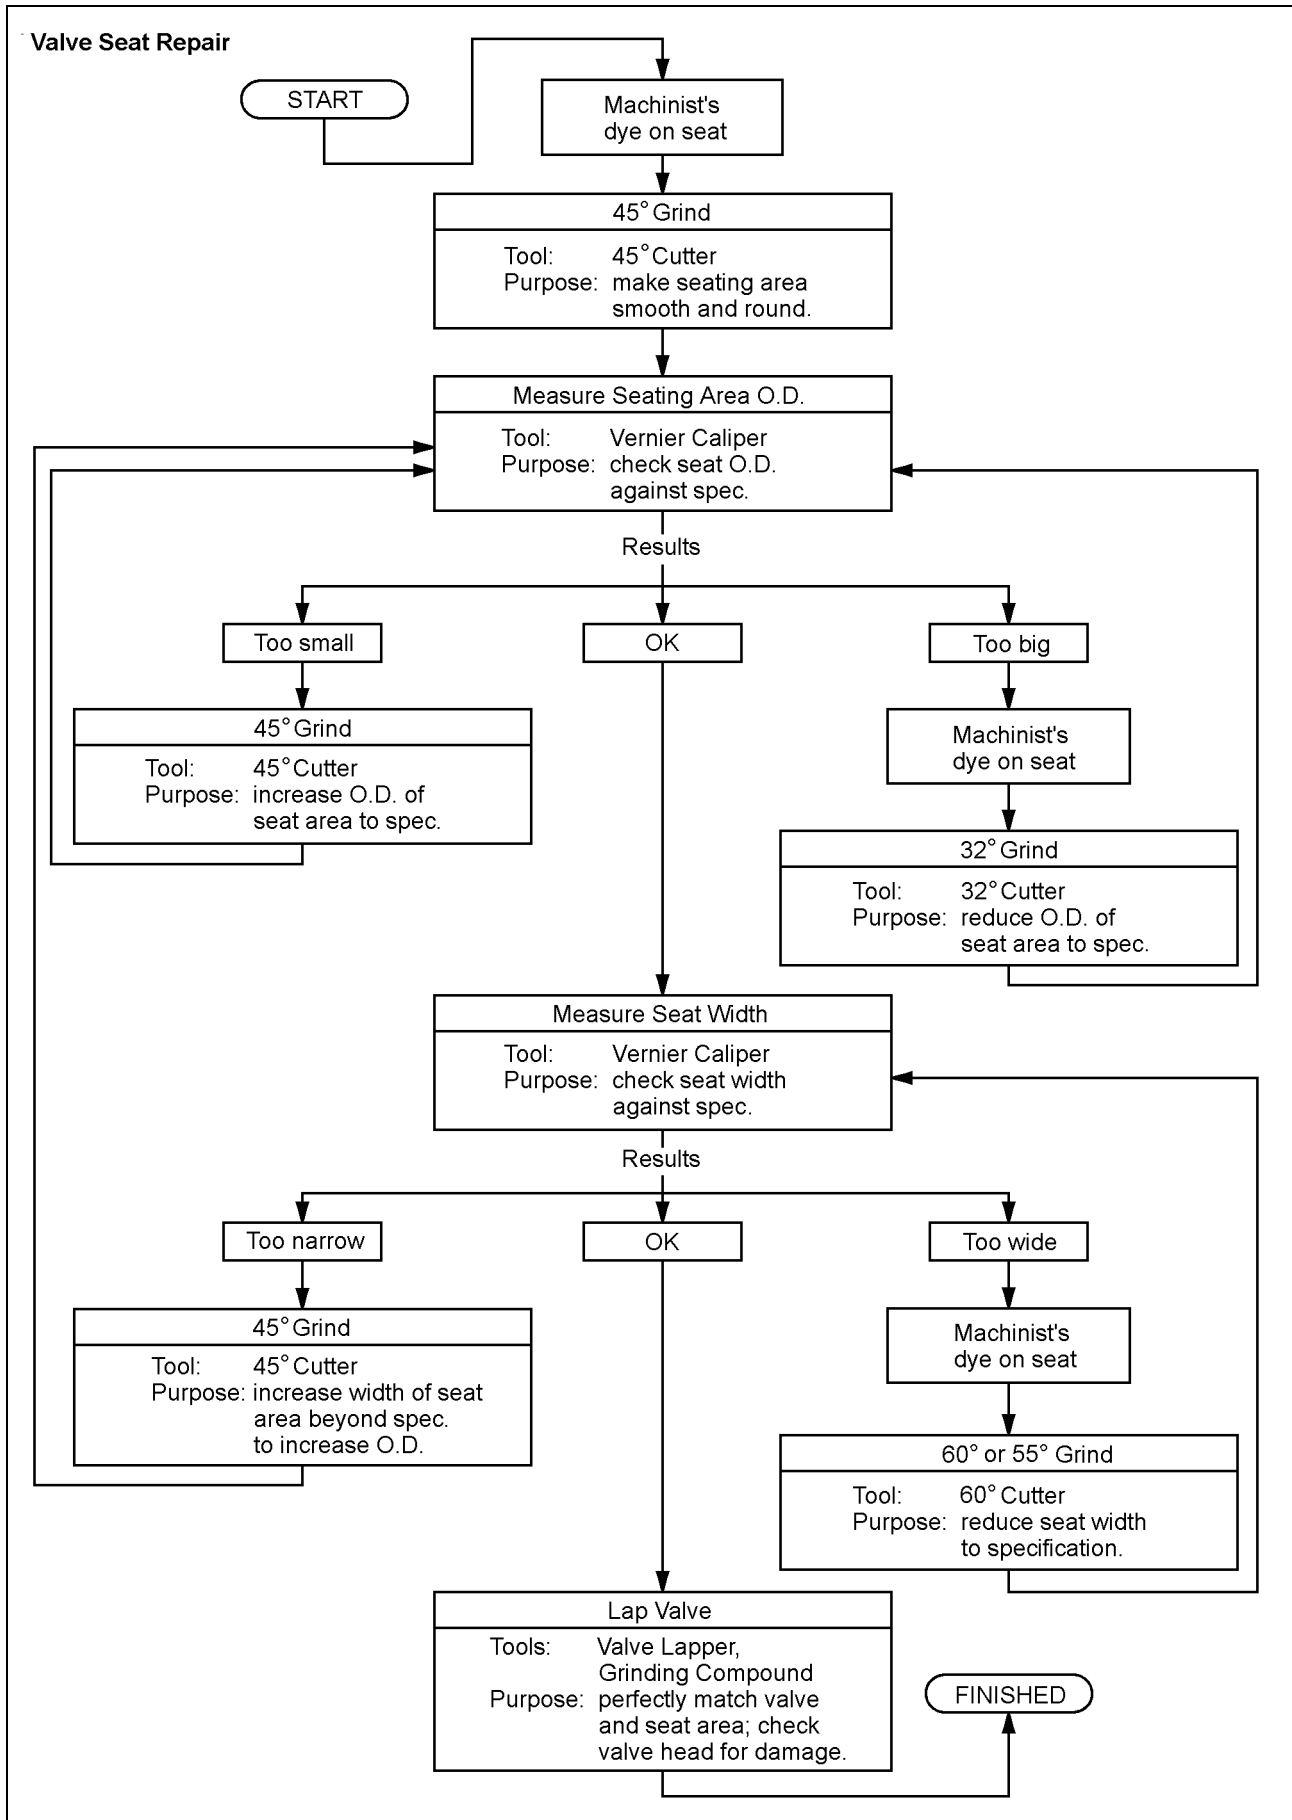 Valve Seat Repair
START
Machinist's
dye on seat
45° Grind
Tool: 45° Cutter
Purpose: make seating area
smooth and round.
Measure Seating Area O.D.
Tool: Vernier Caliper
Purpose: check seat O.D.
against spec.
Results
Too small
OK
Too big
45° Grind
Tool: 45° Cutter
Purpose: increase O.D. of
seat area to spec.
Machinist's
dye on seat
32° Grind
Tool: 32° Cutter
Purpose: reduce O.D. of
seat area to spec.
Measure Seat Width
Tool: Vernier Caliper
Purpose: check seat width
against spec.
Results
Too narrow
OK
Too wide
45° Grind
Tool: 45° Cutter
Purpose: increase width of seat
area beyond spec.
to increase O.D.
Machinist's
dye on seat
60° or 55° Grind
Tool: 60° Cutter
Purpose: reduce seat width
to specification.
Lap Valve
Tools: Valve Lapper,
Grinding Compound
Purpose: perfectly match valve
and seat area; check
valve head for damage.
FINISHED